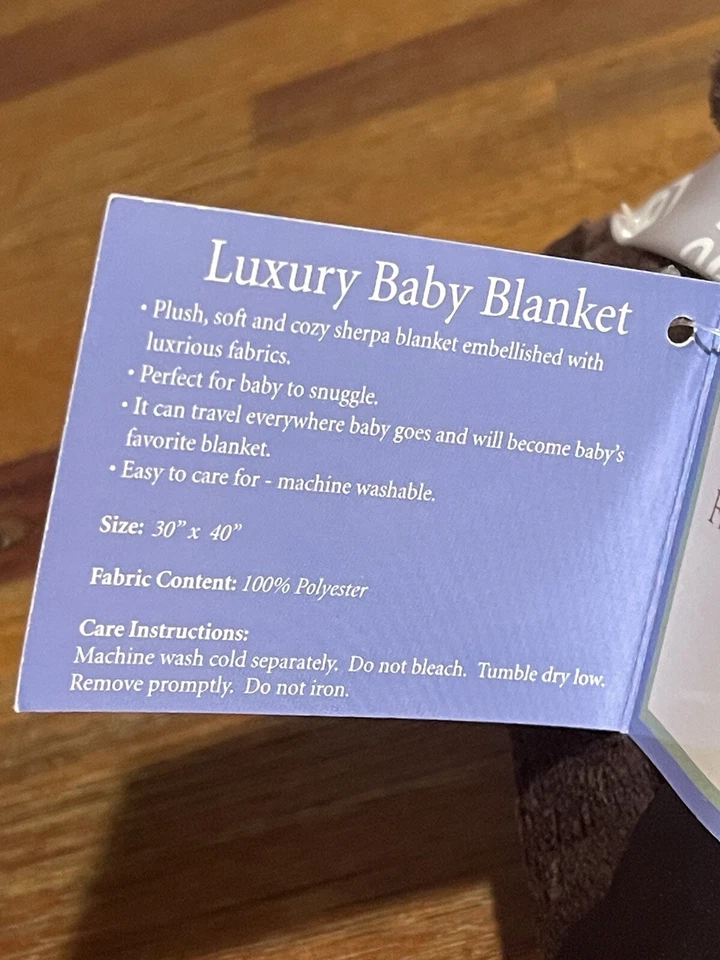 Luxury Baby Blanket
• Plush, soft and cozy sherpa blanket embellished with
luxrious fabrics.
• Perfect for baby to snuggle.
• It can travel everywhere baby goes and will become baby's
favorite blanket.
• Easy to care for - machine washable.
Size: 30" x 40"
Fabric Content: 100% Polyester
Care Instructions:
Machine wash cold separately. Do not bleach. Tumble dry low.
Remove promptly. Do not iron.